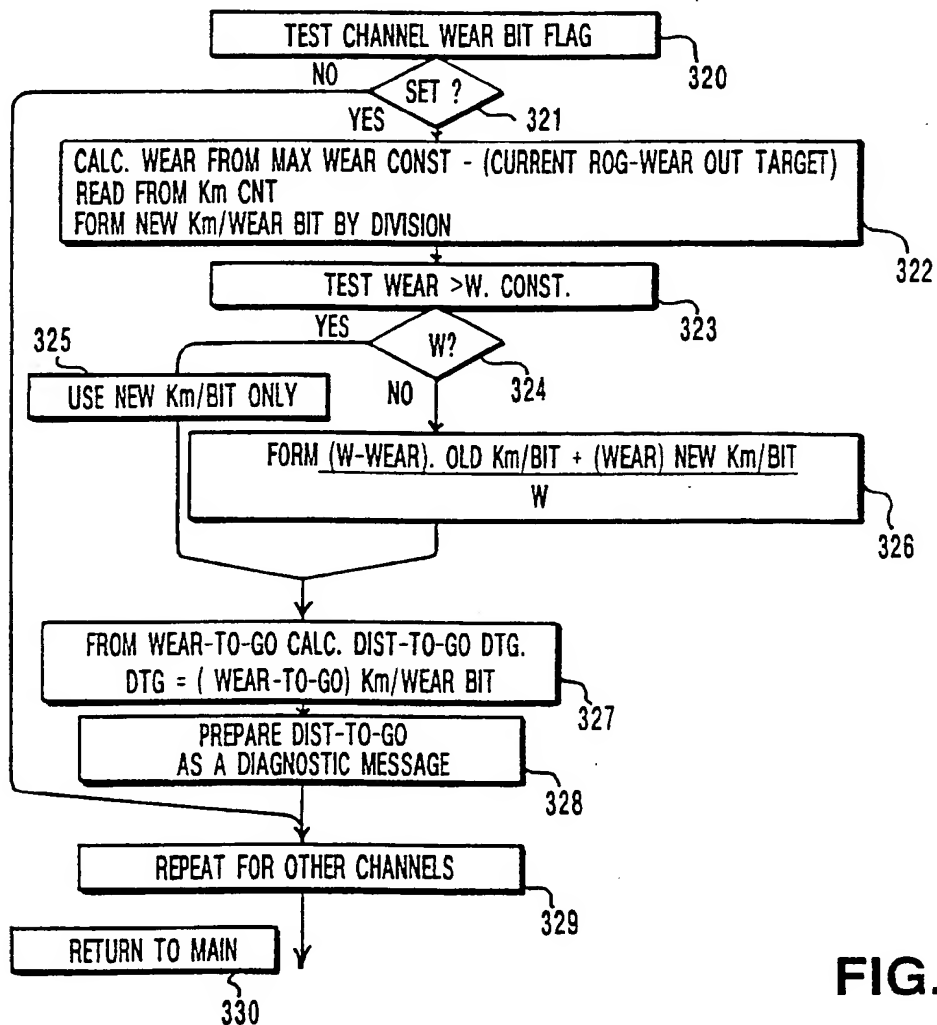 TEST CHANNEL WEAR BIT FLAG
320
NO
SET ?
321
YES
CALC. WEAR FROM MAX WEAR CONST - (CURRENT ROG-WEAR OUT TARGET)
READ FROM Km CNT
FORM NEW Km/WEAR BIT BY DIVISION
322
TEST WEAR >W. CONST.
323
YES
W?
324
325
NO
USE NEW Km/BIT ONLY
FORM (W-WEAR). OLD Km/BIT + (WEAR) NEW Km/BIT
W
326
FROM WEAR-TO-GO CALC. DIST-TO-GO DTG.
DTG = ( WEAR-TO-GO) Km/WEAR BIT
327
PREPARE DIST-TO-GO
AS A DIAGNOSTIC MESSAGE
328
REPEAT FOR OTHER CHANNELS
329
RETURN TO MAIN
330
FIG.